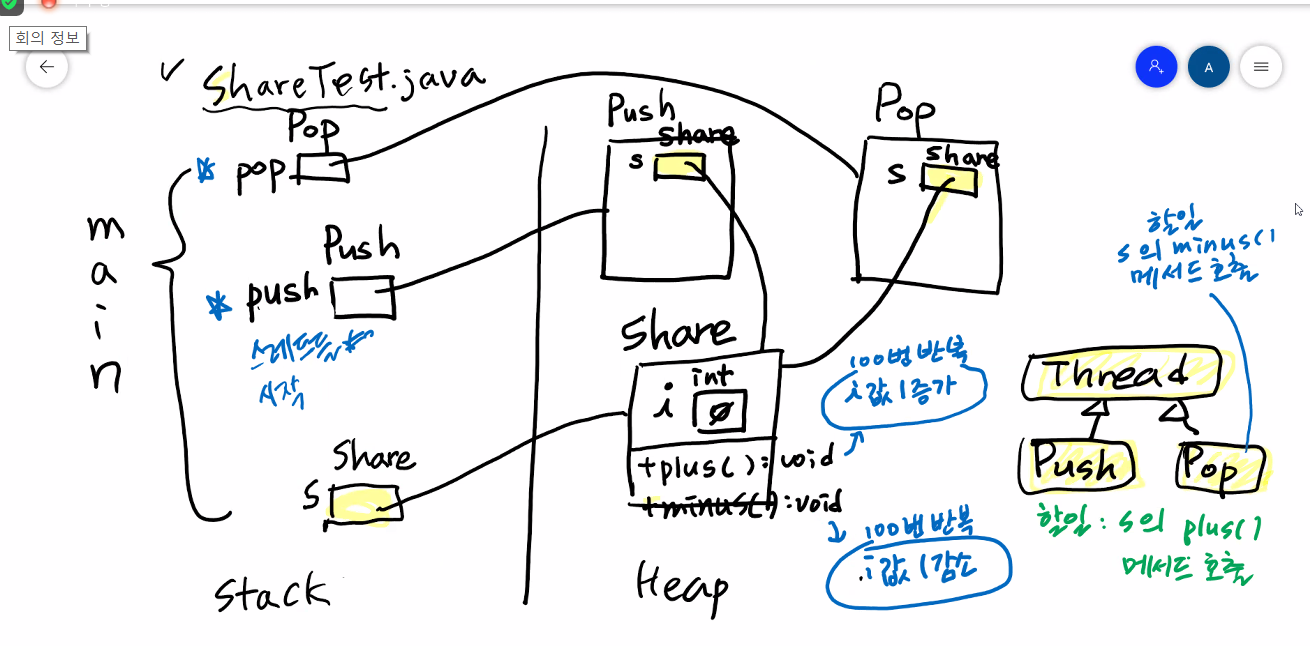 회의 정보
A
✓ ShareTest.java
Pop
pop
Push
push
스레드들
시작
main
Share
s
Stack
Push
Share
s
Pop
Share
s
Share
int
i 0
+plus():void
+minus():void
Heap
100번 반복
i 값 1증가
100번 반복
i 값 1감소
할일
s의 minus()
메서드 호출
Thread
Push
Pop
할일 : s의 plus()
메서드 호출